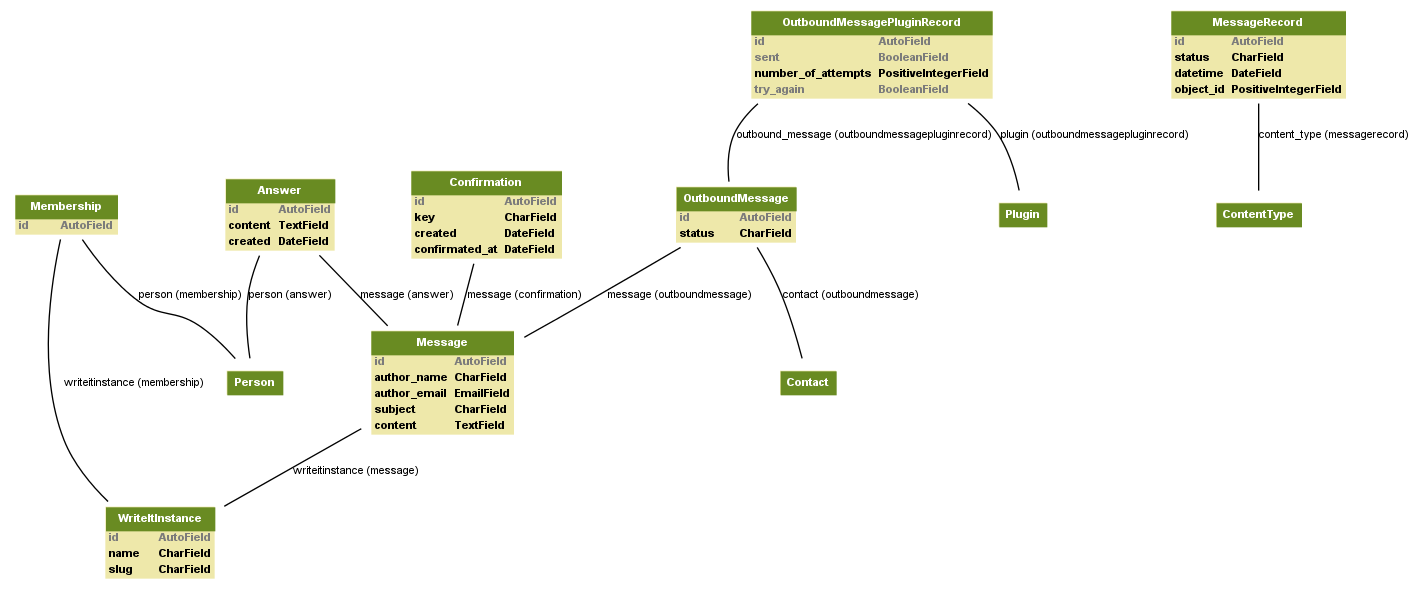 OutboundMessagePluginRecord
id AutoField
sent BooleanField
number_of_attempts PositiveIntegerField
try_again BooleanField
MessageRecord
id AutoField
status CharField
datetime DateField
object_id PositiveIntegerField
outbound_message (outboundmessagepluginrecord)
plugin (outboundmessagepluginrecord)
content_type (messagerecord)
Membership
id AutoField
Answer
id AutoField
content TextField
created DateField
Confirmation
id AutoField
key CharField
created DateField
confirmated_at DateField
OutboundMessage
id AutoField
status CharField
Plugin
ContentType
person (membership)
person (answer)
message (answer)
message (confirmation)
message (outboundmessage)
contact (outboundmessage)
writeitinstance (membership)
Person
Message
id AutoField
author_name CharField
author_email EmailField
subject CharField
content TextField
Contact
writeitinstance (message)
WriteItInstance
id AutoField
name CharField
slug CharField